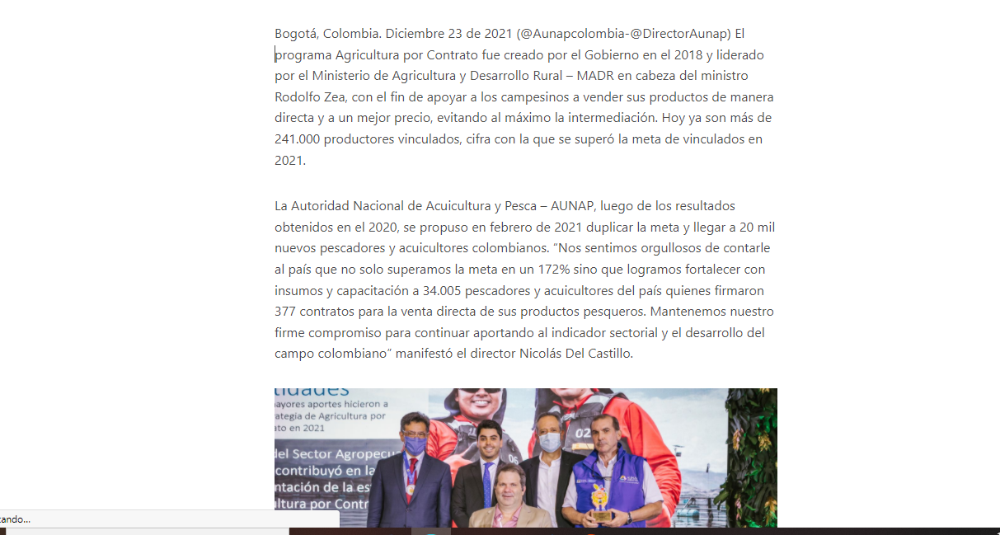 Bogotá, Colombia. Diciembre 23 de 2021 (@Aunapcolombia-@DirectorAunap) El
programa Agricultura por Contrato fue creado por el Gobierno en el 2018 y liderado
por el Ministerio de Agricultura y Desarrollo Rural – MADR en cabeza del ministro
Rodolfo Zea, con el fin de apoyar a los campesinos a vender sus productos de manera
directa y a un mejor precio, evitando al máximo la intermediación. Hoy ya son más de
241.000 productores vinculados, cifra con la que se superó la meta de vinculados en
2021.
La Autoridad Nacional de Acuicultura y Pesca – AUNAP, luego de los resultados
obtenidos en el 2020, se propuso en febrero de 2021 duplicar la meta y llegar a 20 mil
nuevos pescadores y acuicultores colombianos. “Nos sentimos orgullosos de contarle
al país que no solo superamos la meta en un 172% sino que logramos fortalecer con
insumos y capacitación a 34.005 pescadores y acuicultores del país quienes firmaron
377 contratos para la venta directa de sus productos pesqueros. Mantenemos nuestro
firme compromiso para continuar aportando al indicador sectorial y el desarrollo del
campo colombiano” manifestó el director Nicolás Del Castillo.
tidades
ayores aportes hicieron a
rategia de Agricultura por
ato en 2021
del Sector Agropecu
contribuyó en la
ntación de la es
ltura por Contr
02
06
tando...